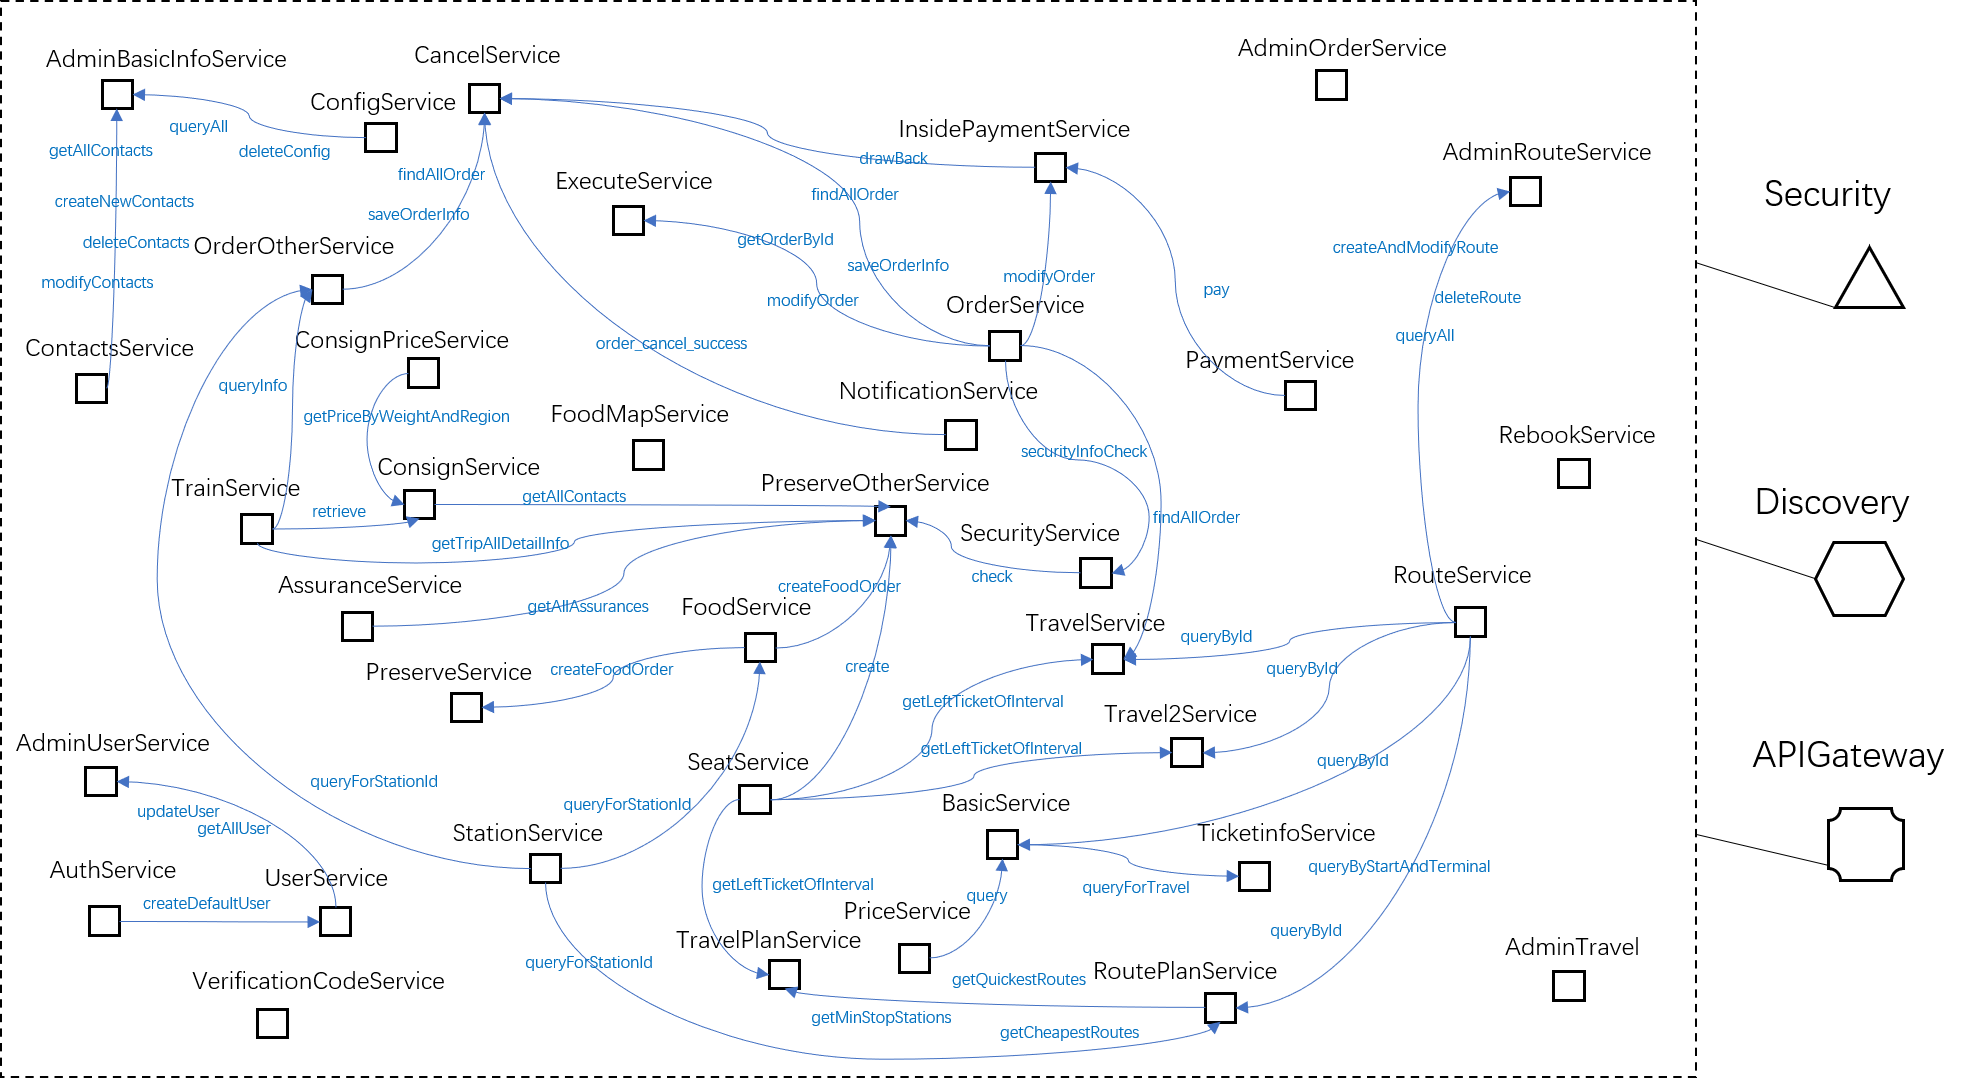 AdminOrderService
CancelService
AdminBasicInfoService
ConfigService
queryAll
InsidePaymentService
getAllContacts
deleteConfig
drawBack
AdminRouteService
findAllOrder
ExecuteService
findAllOrder
Security
createNewContacts
saveOrderInfo
deleteContacts
OrderOtherService
getOrderById
createAndModifyRoute
saveOrderInfo
modifyContacts
modifyOrder
pay
modifyOrder
OrderService
deleteRoute
queryAll
ContactsService
ConsignPriceService
order_cancel_success
PaymentService
queryInfo
NotificationService
getPriceByWeightAndRegion
FoodMapService
RebookService
securityInfoCheck
ConsignService
TrainService
PreserveOtherService
getAllContacts
Discovery
retrieve
findAllOrder
SecurityService
getTripAllDetailInfo
check
RouteService
AssuranceService
createFoodOrder
getAllAssurances
FoodService
TravelService
queryById
PreserveService
createFoodOrder
create
queryById
getLeftTicketOfInterval
Travel2Service
AdminUserService
getLeftTicketOfInterval
APIGateway
SeatService
queryById
queryForStationId
queryForStationId
BasicService
updateUser
getAllUser
StationService
TicketinfoService
AuthService
UserService
queryByStartAndTerminal
getLeftTicketOfInterval
queryForTravel
query
createDefaultUser
PriceService
queryById
TravelPlanService
AdminTravel
queryForStationId
RoutePlanService
VerificationCodeService
getQuickestRoutes
getMinStopStations
getCheapestRoutes